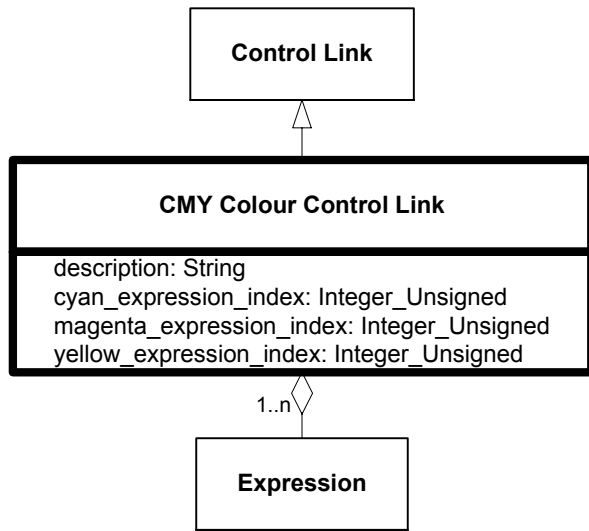 Control Link
CMY Colour Control Link
description: String
cyan_expression_index: Integer_Unsigned
magenta_expression_index: Integer_Unsigned
yellow_expression_index: Integer_Unsigned
1..n
Expression